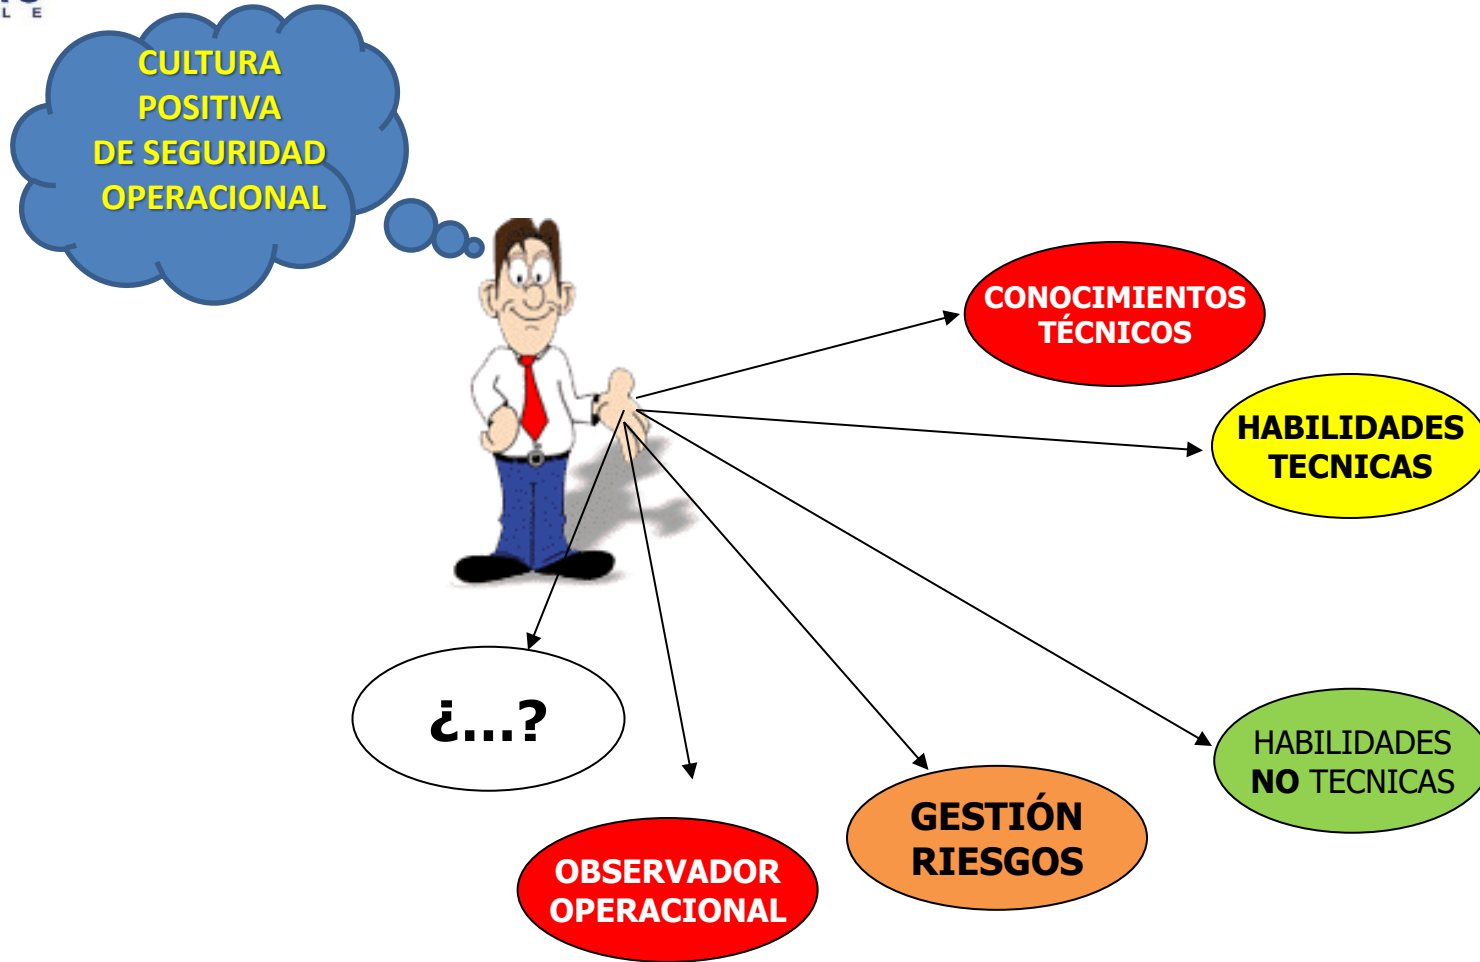 L E
CULTURA
POSITIVA
DE SEGURIDAD
OPERACIONAL
CONOCIMIENTOS
TÉCNICOS
HABILIDADES
TECNICAS
HABILIDADES
NO TECNICAS
GESTIÓN
RIESGOS
OBSERVADOR
OPERACIONAL
¿...?